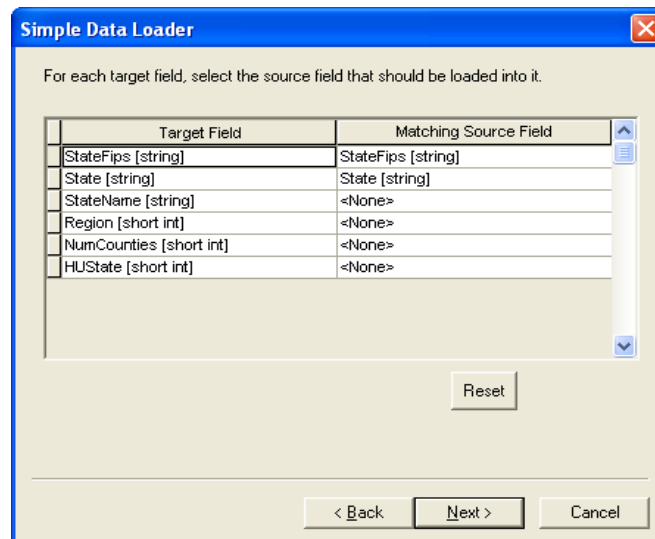 Simple Data Loader
For each target field, select the source field that should be loaded into it.
Target Field Matching Source Field
StateFips [string] StateFips [string]
State [string] State [string]
StateName [string] <None>
Region [short int] <None>
NumCounties [short int] <None>
HUState [short int] <None>
Reset
< Back Next > Cancel